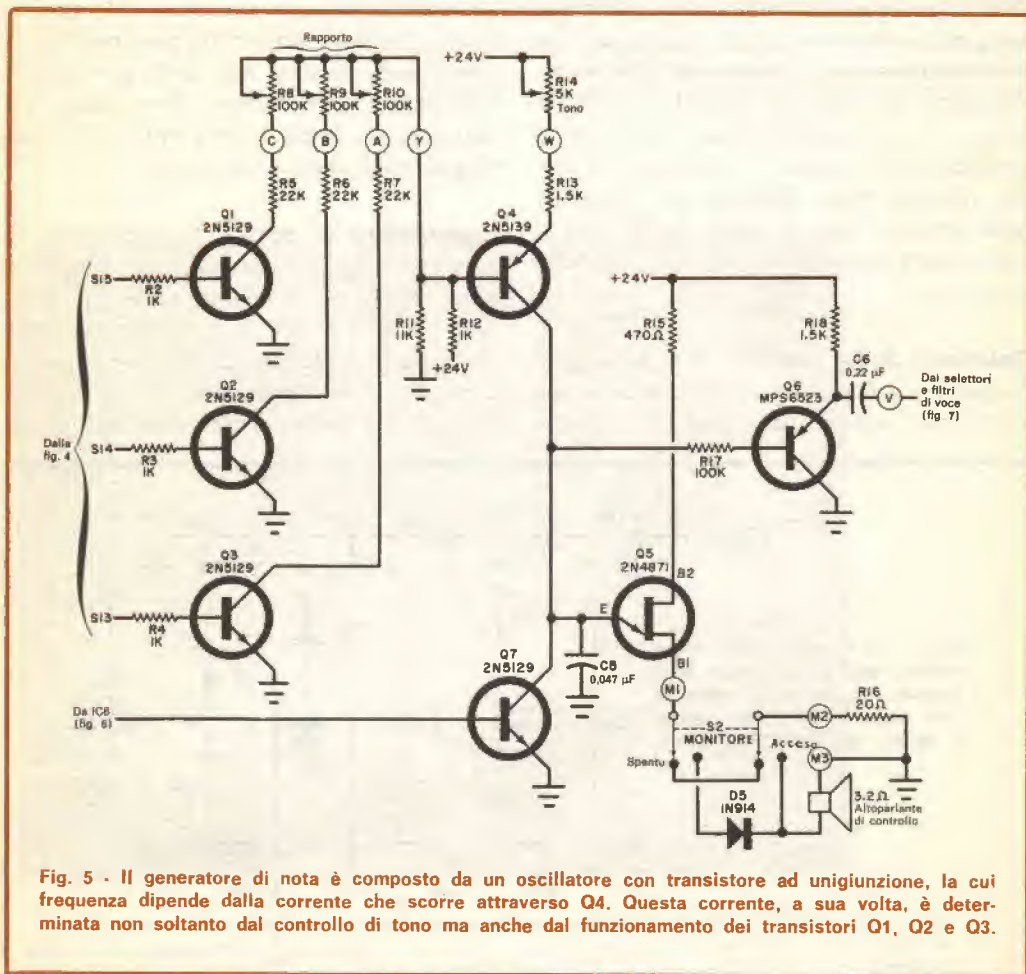 Rapporto
R8
100K
R9
100K
R10
100K
C
B
A
Y
R5
22K
R6
22K
R7
22K
+24V
R14
5K
Tono
W
R13
1.5K
Q1
2N5129
S15
R2
1K
Q4
2N5139
R11
11K
R12
1K
+24V
+24V
R15
470Ω
R18
1.5K
C6
0,22 µF
V
Dai selettori
e filtri
di voce
(fig. 7)
Q6
MPS6523
R17
100K
Dalla
fig. 4
Q2
2N5129
S14
R3
1K
Q3
2N5129
S13
R4
1K
Q5
2N4871
B2
E
B1
C5
0,047 µF
Q7
2N5129
Da IC6
(fig. 6)
M1
S2
MONITORE
Spento
Acceso
M2
R16
20Ω
M3
D5
1N914
3.2Ω
Altoparlante
di controllo
Fig. 5 - Il generatore di nota è composto da un oscillatore con transistore ad unigiunzione, la cui
frequenza dipende dalla corrente che scorre attraverso Q4. Questa corrente, a sua volta, è deter-
minata non soltanto dal controllo di tono ma anche dal funzionamento dei transistori Q1, Q2 e Q3.